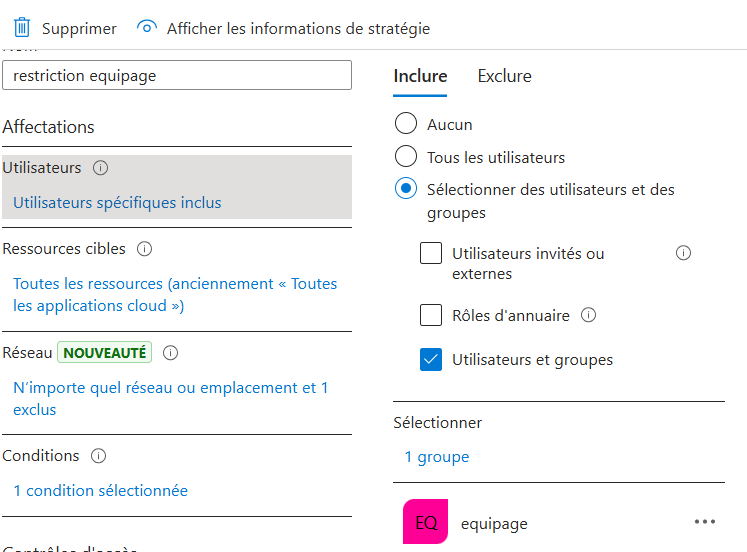 Supprimer
Afficher les informations de stratégie
restriction equipage
Affectations
Utilisateurs
Utilisateurs spécifiques inclus
Ressources cibles
Toutes les ressources (anciennement « Toutes
les applications cloud »)
Réseau NOUVEAUTÉ
N'importe quel réseau ou emplacement et 1
exclus
Conditions
1 condition sélectionnée
Inclure
Exclure
Aucun
Tous les utilisateurs
Sélectionner des utilisateurs et des
groupes
Utilisateurs invités ou
externes
Rôles d'annuaire
Utilisateurs et groupes
Sélectionner
1 groupe
EQ
equipage